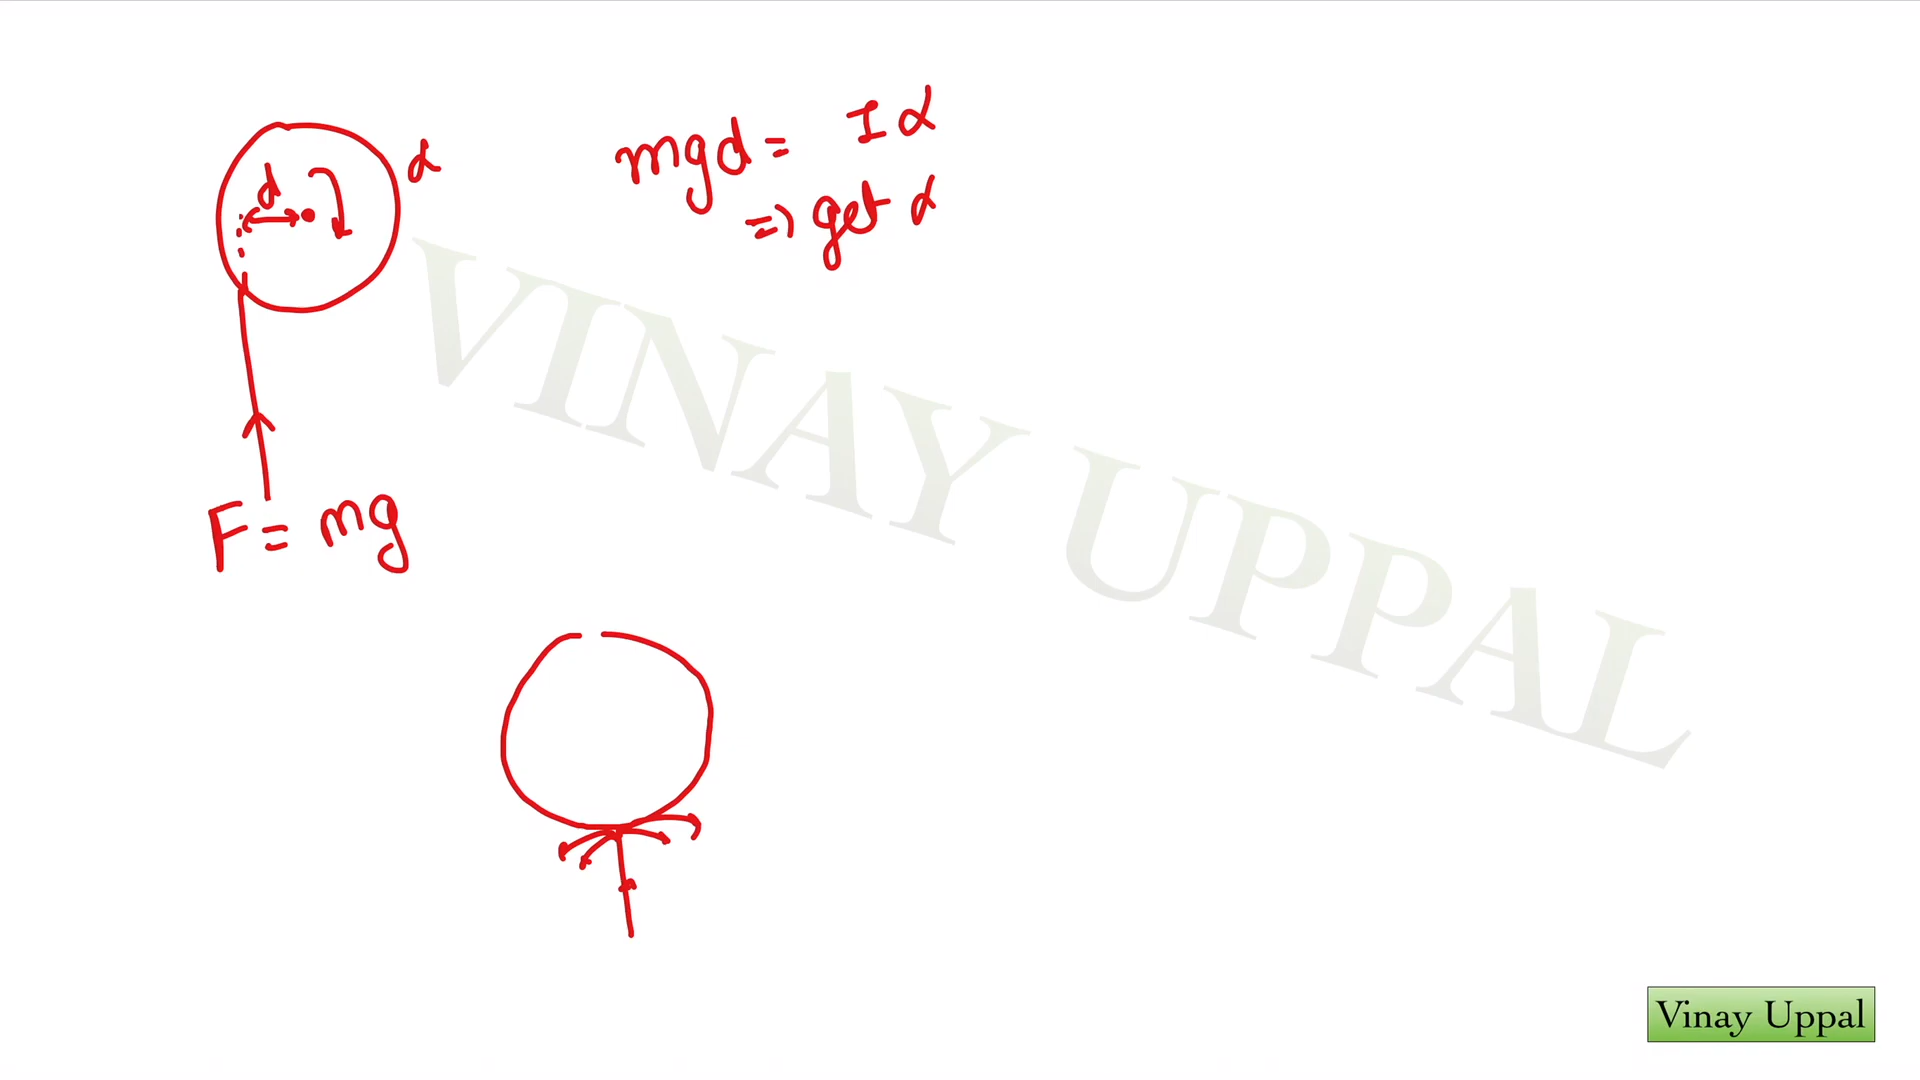 d
α
mgd = Iα
⇒ get α
F = mg
VINAY UPPAL
Vinay Uppal